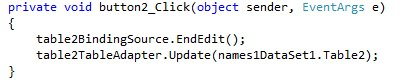 private void button2_Click(object sender, EventArgs e)
{
    table2BindingSource.EndEdit();
    table2TableAdapter.Update(names1DataSet1.Table2);
}